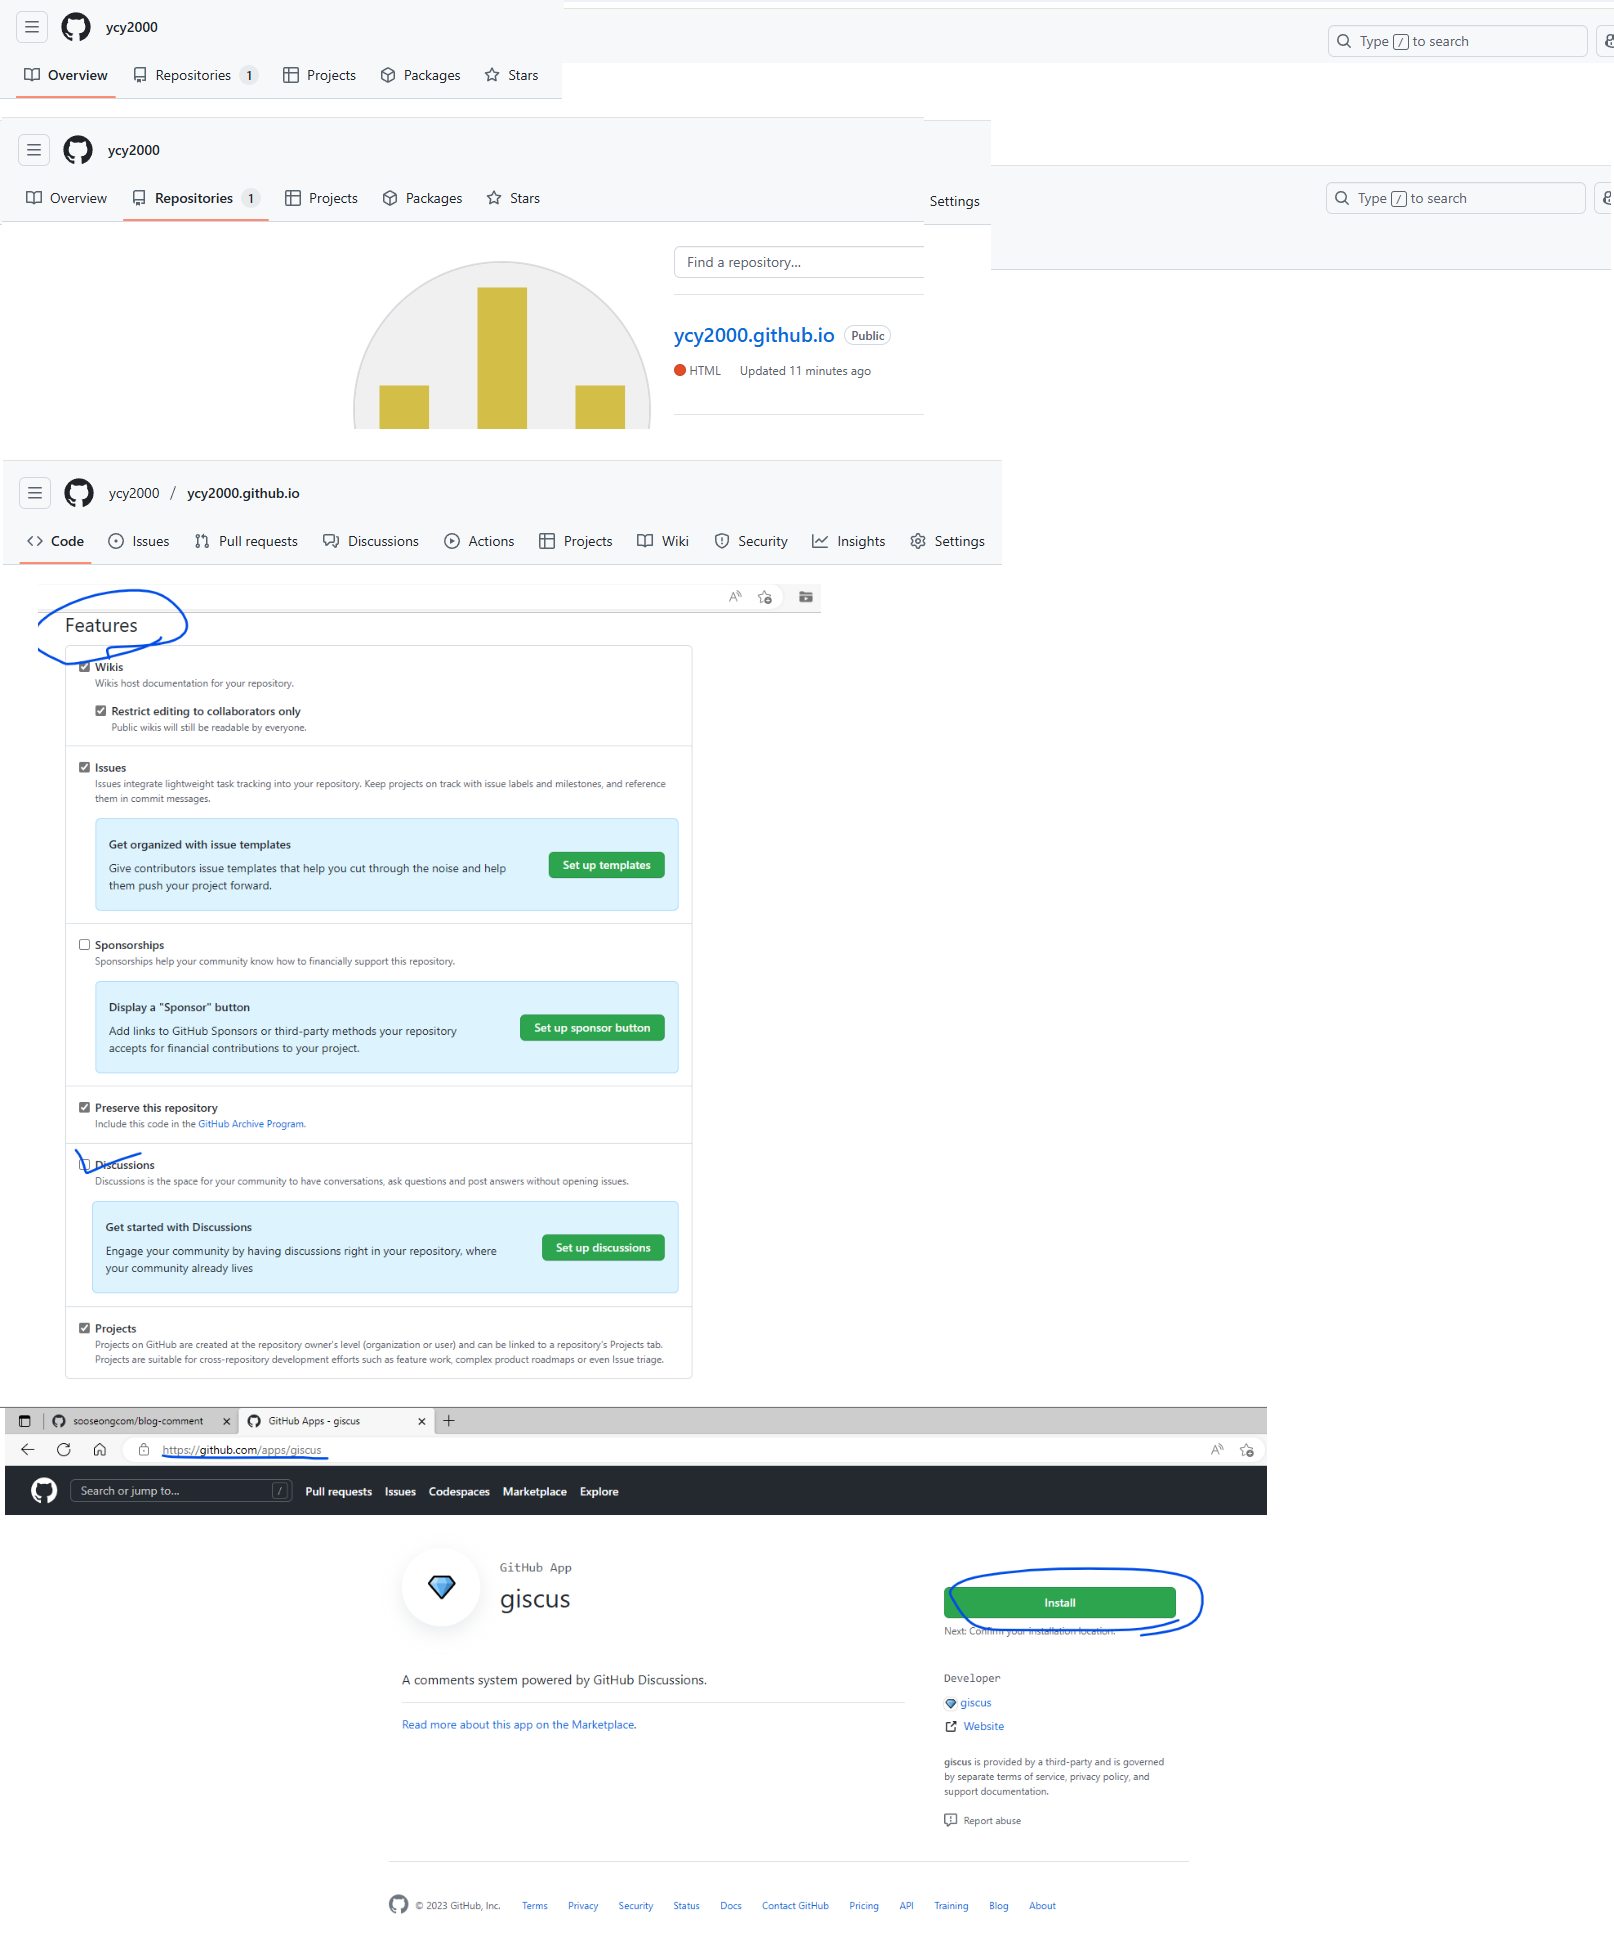 ycy2000
Type / to search
Overview Repositories 1 Projects Packages Stars
ycy2000
Overview Repositories 1 Projects Packages Stars
Settings
Type / to search
Find a repository...
ycy2000.github.io Public
HTML Updated 11 minutes ago
ycy2000 / ycy2000.github.io
Code Issues Pull requests Discussions Actions Projects Wiki Security Insights Settings
Features
Wikis
Wikis host documentation for your repository.
Restrict editing to collaborators only
Public wikis will still be readable by everyone.
Issues
Issues integrate lightweight task tracking into your repository. Keep projects on track with issue labels and milestones, and reference
them in commit messages.
Get organized with issue templates
Give contributors issue templates that help you cut through the noise and help
them push your project forward.
Set up templates
Sponsorships
Sponsorships help your community know how to financially support this repository.
Display a "Sponsor" button
Add links to GitHub Sponsors or third-party methods your repository
accepts for financial contributions to your project.
Set up sponsor button
Preserve this repository
Include this code in the GitHub Archive Program.
Discussions
Discussions is the space for your community to have conversations, ask questions and post answers without opening issues.
Get started with Discussions
Engage your community by having discussions right in your repository, where
your community already lives
Set up discussions
Projects
Projects on GitHub are created at the repository owner's level (organization or user) and can be linked to a repository's Projects tab.
Projects are suitable for cross-repository development efforts such as feature work, complex product roadmaps or even Issue triage.
sooseongcom/blog-comment GitHub Apps - giscus
https://github.com/apps/giscus
Search or jump to... / Pull requests Issues Codespaces Marketplace Explore
GitHub App
giscus
Install
Next: Confirm your installation location.
A comments system powered by GitHub Discussions.
Read more about this app on the Marketplace.
Developer
giscus
Website
giscus is provided by a third-party and is governed
by separate terms of service, privacy policy, and
support documentation.
Report abuse
© 2023 GitHub, Inc. Terms Privacy Security Status Docs Contact GitHub Pricing API Training Blog About